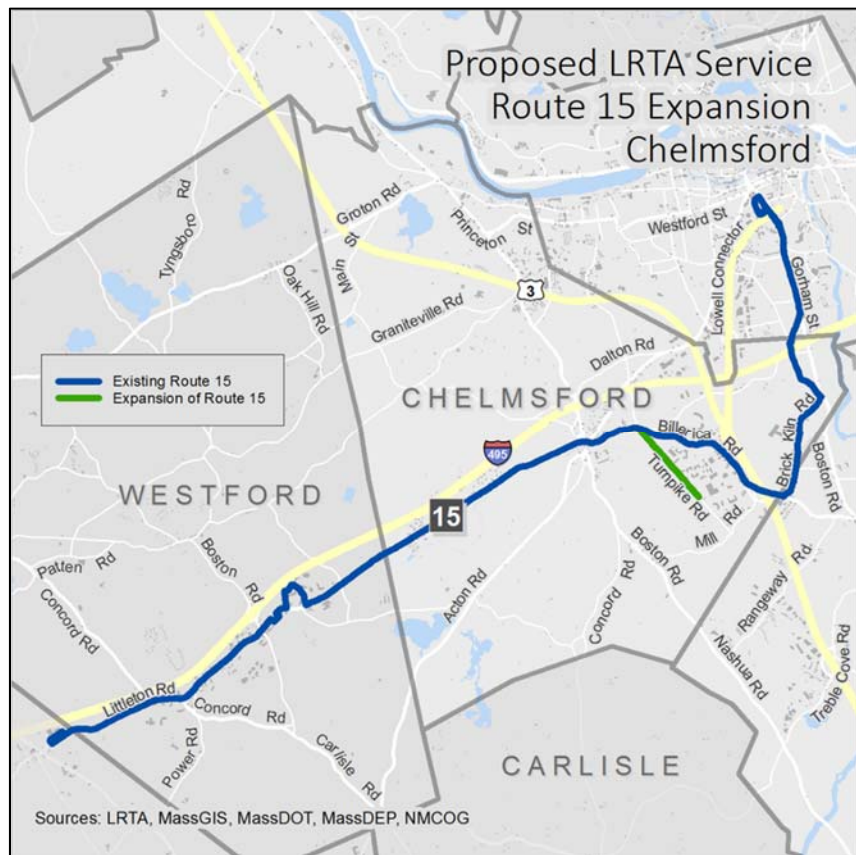 Proposed LRTA Service
Route 15 Expansion
Chelmsford
Tyngsboro Rd
Groton Rd
Princeton St
Westford St
Main St
Oak Hill Rd
3
Lowell Connector
Gorham St
Graniteville Rd
Dalton Rd
Existing Route 15
Expansion of Route 15
CHELMSFORD
Billerica Rd
Brick Kiln Rd
495
Turnpike Rd
Boston Rd
WESTFORD
15
Mill Rd
Boston Rd
Patten Rd
Boston Rd
Concord Rd
Acton Rd
Concord Rd
Rangeway Rd
Nashua Rd
Treble Cove Rd
Littleton Rd
Concord Rd
Power Rd
Carlisle Rd
CARLISLE
Sources: LRTA, MassGIS, MassDOT, MassDEP, NMCOG